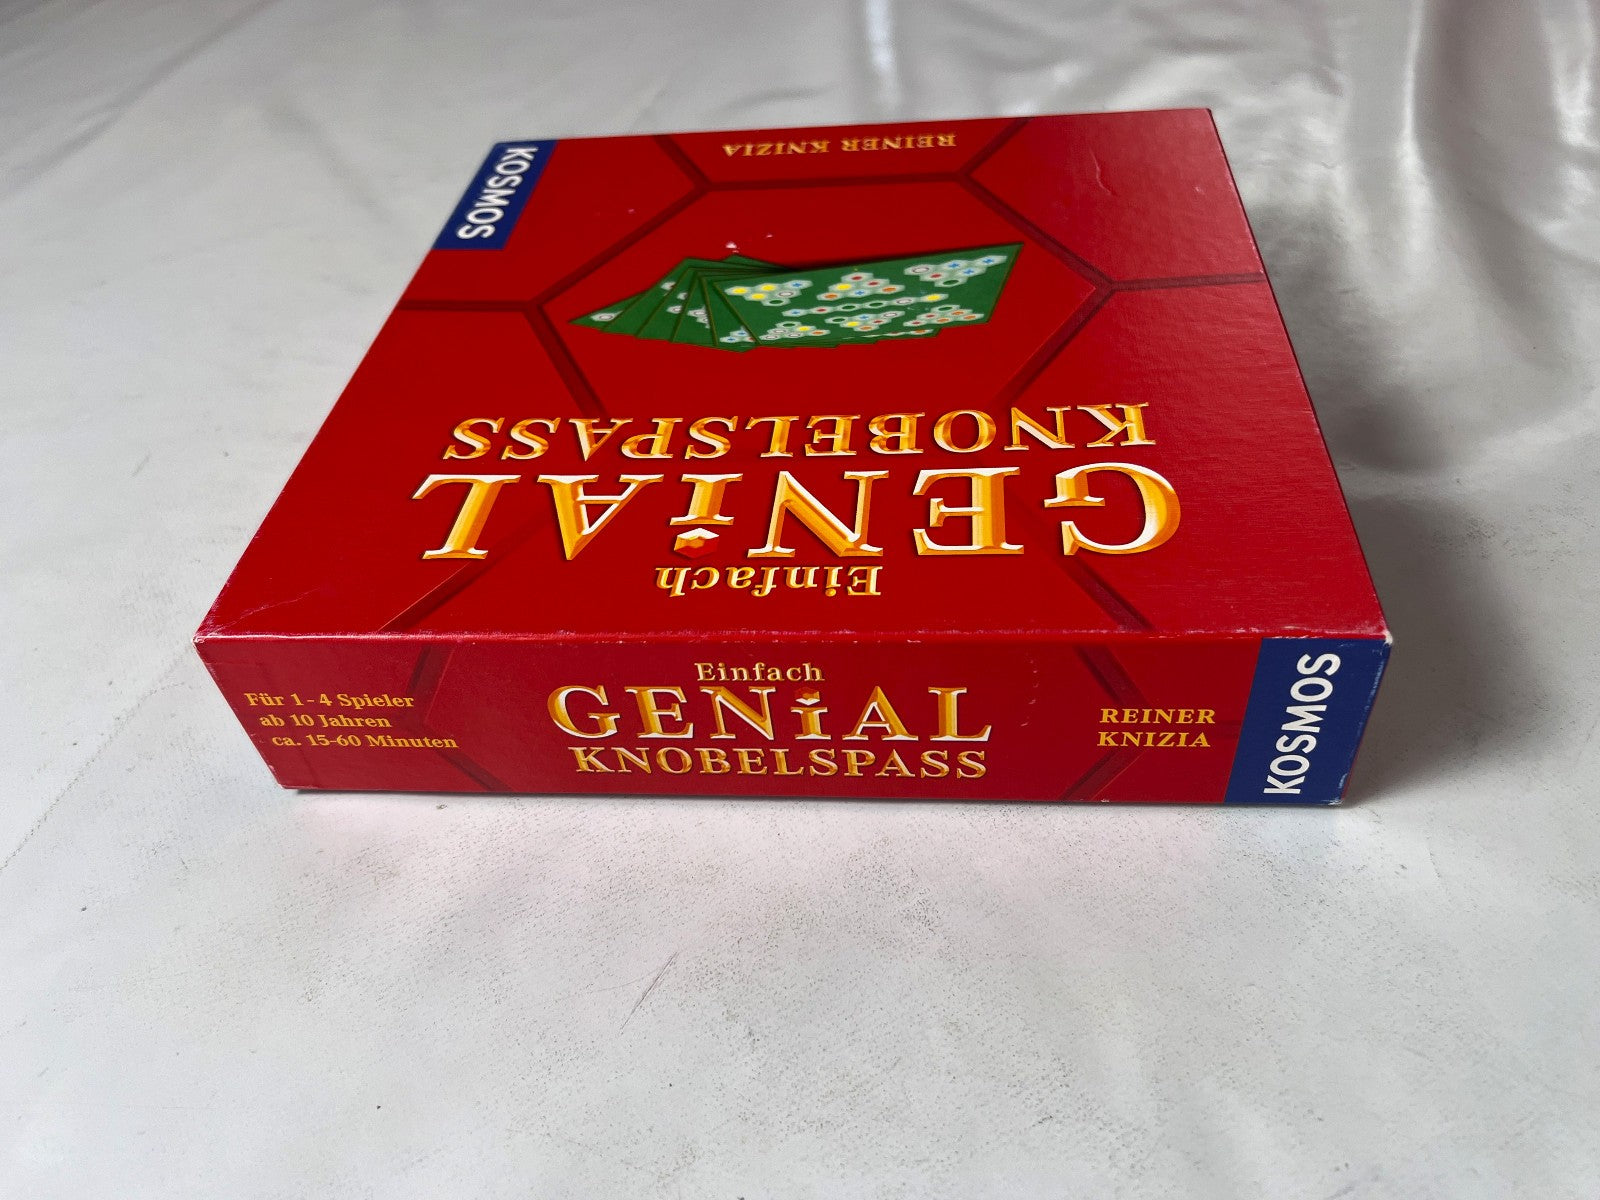 KOSMOS
REINER KNIZIA
Einfach
GENiAL
KNOBELSPASS
Für 1-4 Spieler
ab 10 Jahren
ca. 15-60 Minuten
Einfach
GENiAL
KNOBELSPASS
REINER
KNIZIA
KOSMOS